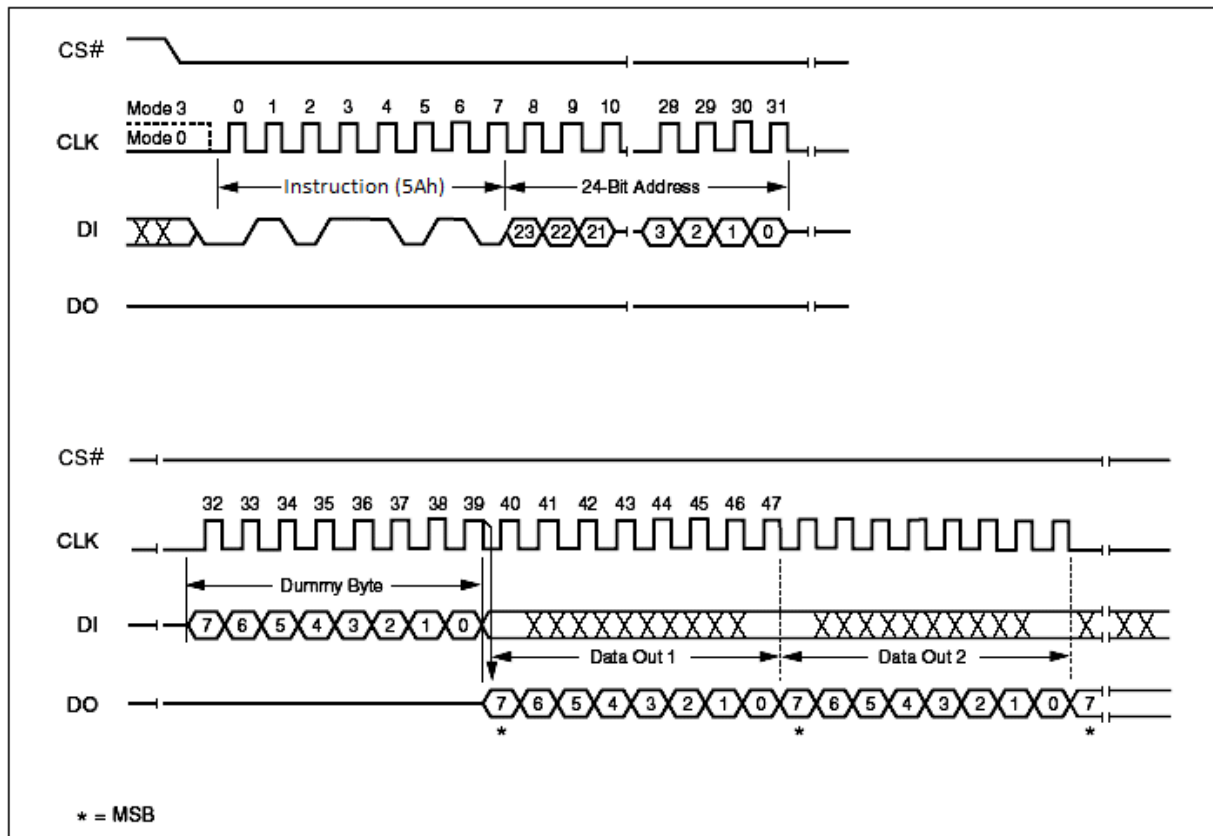 CS#
Mode 3 0 1 2 3 4 5 6 7 8 9 10 28 29 30 31
CLK Mode 0
Instruction (5Ah) 24-Bit Address
DI 23 22 21 3 2 1 0
DO
CS#
32 33 34 35 36 37 38 39 40 41 42 43 44 45 46 47
CLK
Dummy Byte
DI 7 6 5 4 3 2 1 0
Data Out 1 Data Out 2
DO 7 6 5 4 3 2 1 0 7 6 5 4 3 2 1 0 7
* * *
* = MSB